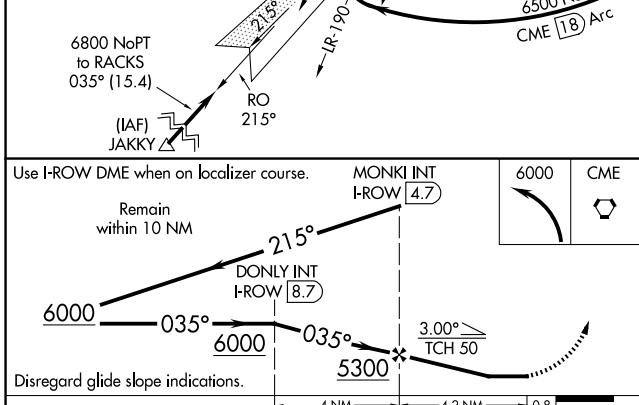 6500
CME 18 Arc
215°
LR-190
6800 NoPT
to RACKS
035° (15.4)
RO
215°
(IAF)
JAKKY
Use I-ROW DME when on localizer course.
MONKI INT
I-ROW 4.7
6000
CME
Remain
within 10 NM
215°
DONLY INT
I-ROW 8.7
6000
035°
6000
035°
5300
3.00°
TCH 50
Disregard glide slope indications.
4 NM
4.2 NM
0.8